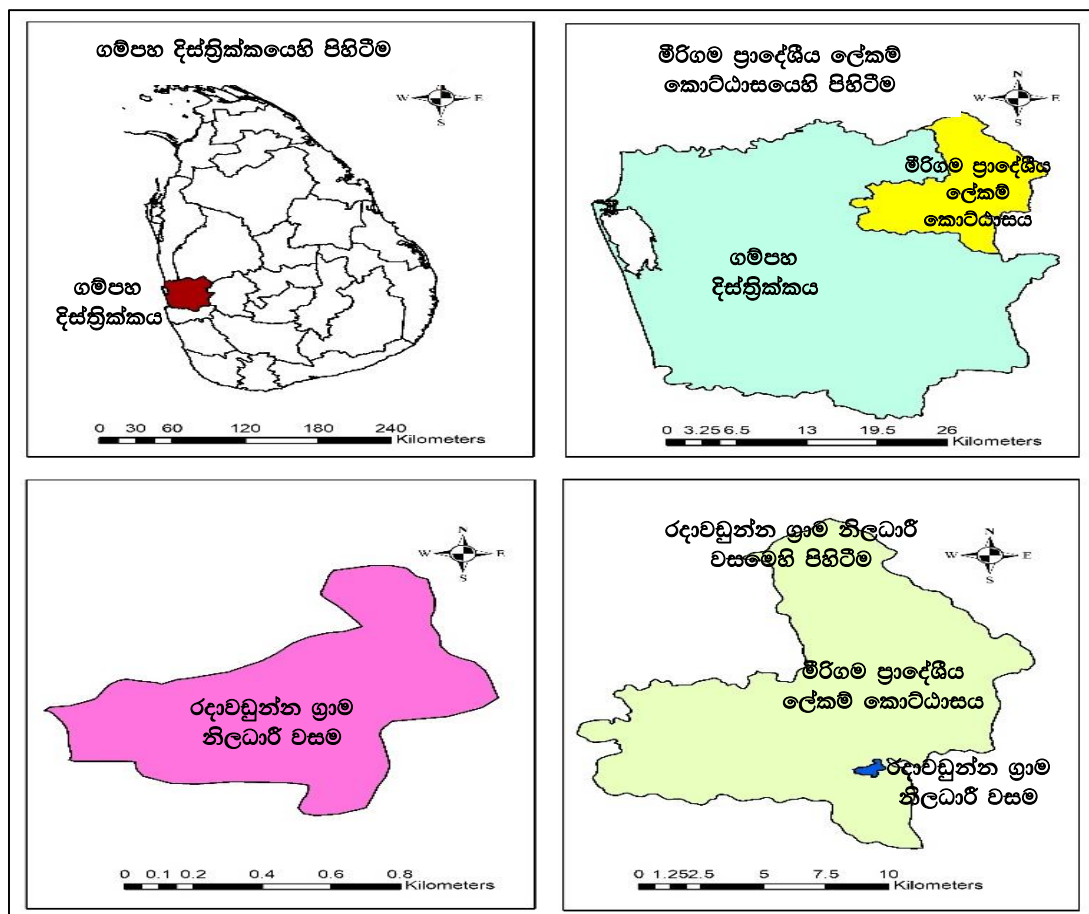 ගම්පහ දිස්ත්‍රික්කයෙහි පිහිටීම
N
W E
S
ගම්පහ
දිස්ත්‍රික්කය
0 30 60 120 180 240
Kilometers
මීරිගම ප්‍රාදේශීය ලේකම්
කොට්ඨාසයෙහි පිහිටීම
N
W E
S
මීරිගම ප්‍රාදේශීය
ලේකම්
කොට්ඨාසය
ගම්පහ
දිස්ත්‍රික්කය
0 3.25 6.5 13 19.5 26
Kilometers
N
W E
S
රදාවඩුන්න ග්‍රාම
නිලධාරී වසම
0 0.1 0.2 0.4 0.6 0.8
Kilometers
රදාවඩුන්න ග්‍රාම නිලධාරී
වසමෙහි පිහිටීම
N
W E
S
මීරිගම ප්‍රාදේශීය
ලේකම් කොට්ඨාසය
රදාවඩුන්න ග්‍රාම
නිලධාරී වසම
0 1.25 2.5 5 7.5 10
Kilometers